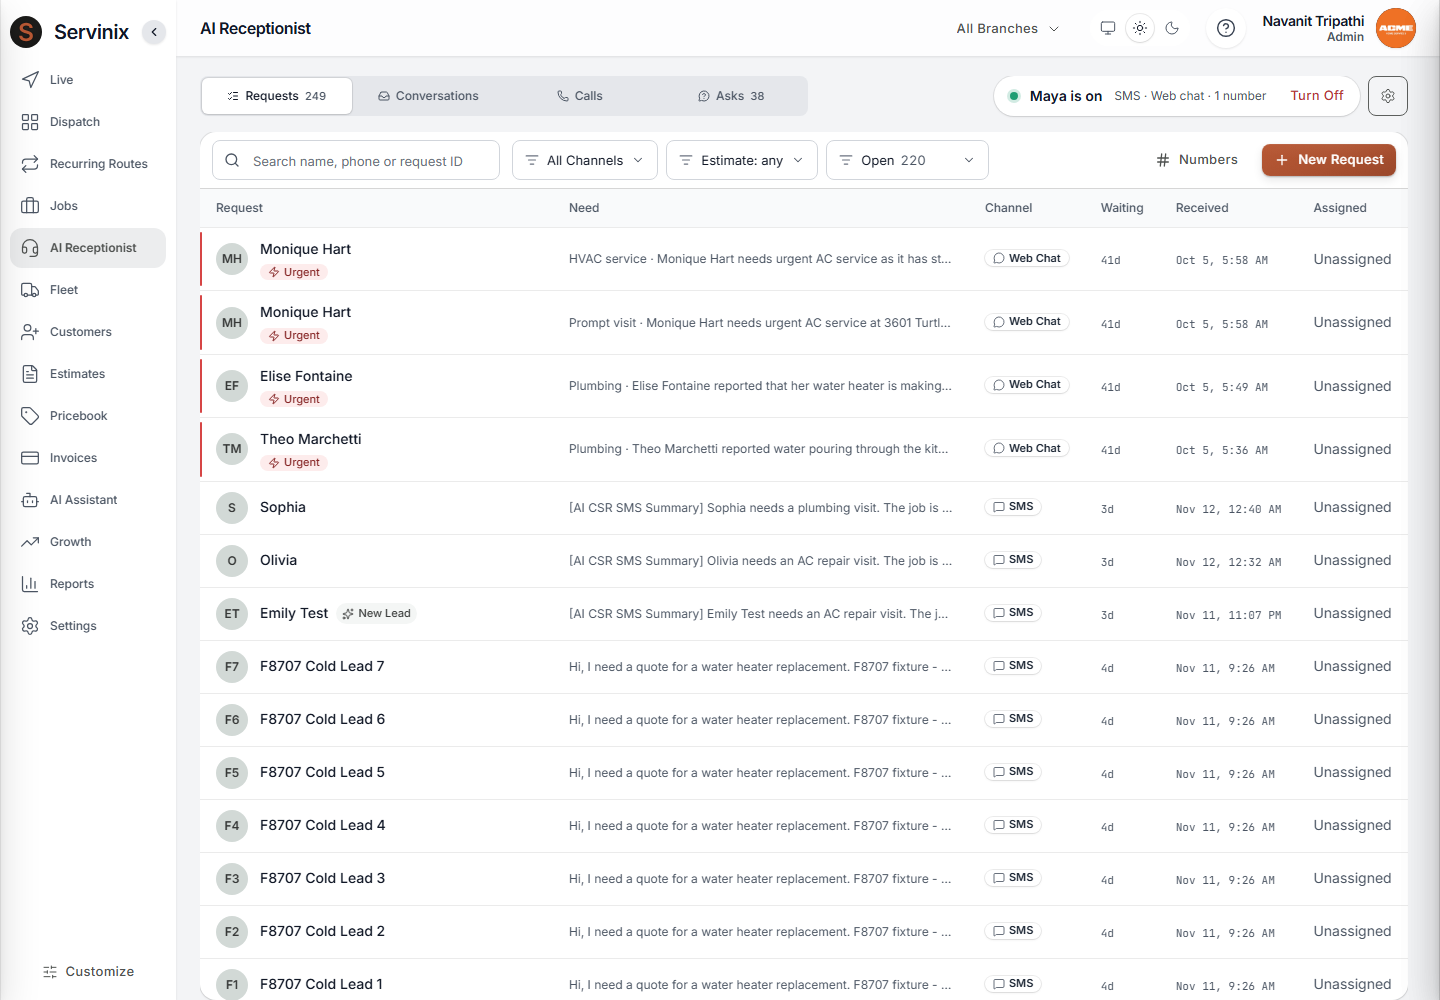 S Servinix
AI Receptionist
All Branches
Navanit Tripathi
Admin
ACME
Live
Dispatch
Recurring Routes
Jobs
AI Receptionist
Fleet
Customers
Estimates
Pricebook
Invoices
AI Assistant
Growth
Reports
Settings
Customize
Requests 249
Conversations
Calls
Asks 38
Maya is on SMS · Web chat · 1 number Turn Off
Search name, phone or request ID
All Channels
Estimate: any
Open 220
Numbers
New Request
Request Need Channel Waiting Received Assigned
MH Monique Hart
Urgent
HVAC service · Monique Hart needs urgent AC service as it has st... Web Chat 41d Oct 5, 5:58 AM Unassigned
MH Monique Hart
Urgent
Prompt visit · Monique Hart needs urgent AC service at 3601 Turtl... Web Chat 41d Oct 5, 5:58 AM Unassigned
EF Elise Fontaine
Urgent
Plumbing · Elise Fontaine reported that her water heater is making... Web Chat 41d Oct 5, 5:49 AM Unassigned
TM Theo Marchetti
Urgent
Plumbing · Theo Marchetti reported water pouring through the kit... Web Chat 41d Oct 5, 5:36 AM Unassigned
S Sophia [AI CSR SMS Summary] Sophia needs a plumbing visit. The job is ... SMS 3d Nov 12, 12:40 AM Unassigned
O Olivia [AI CSR SMS Summary] Olivia needs an AC repair visit. The job is ... SMS 3d Nov 12, 12:32 AM Unassigned
ET Emily Test New Lead [AI CSR SMS Summary] Emily Test needs an AC repair visit. The j... SMS 3d Nov 11, 11:07 PM Unassigned
F7 F8707 Cold Lead 7 Hi, I need a quote for a water heater replacement. F8707 fixture - ... SMS 4d Nov 11, 9:26 AM Unassigned
F6 F8707 Cold Lead 6 Hi, I need a quote for a water heater replacement. F8707 fixture - ... SMS 4d Nov 11, 9:26 AM Unassigned
F5 F8707 Cold Lead 5 Hi, I need a quote for a water heater replacement. F8707 fixture - ... SMS 4d Nov 11, 9:26 AM Unassigned
F4 F8707 Cold Lead 4 Hi, I need a quote for a water heater replacement. F8707 fixture - ... SMS 4d Nov 11, 9:26 AM Unassigned
F3 F8707 Cold Lead 3 Hi, I need a quote for a water heater replacement. F8707 fixture - ... SMS 4d Nov 11, 9:26 AM Unassigned
F2 F8707 Cold Lead 2 Hi, I need a quote for a water heater replacement. F8707 fixture - ... SMS 4d Nov 11, 9:26 AM Unassigned
F1 F8707 Cold Lead 1 Hi, I need a quote for a water heater replacement. F8707 fixture - ... SMS 4d Nov 11, 9:26 AM Unassigned